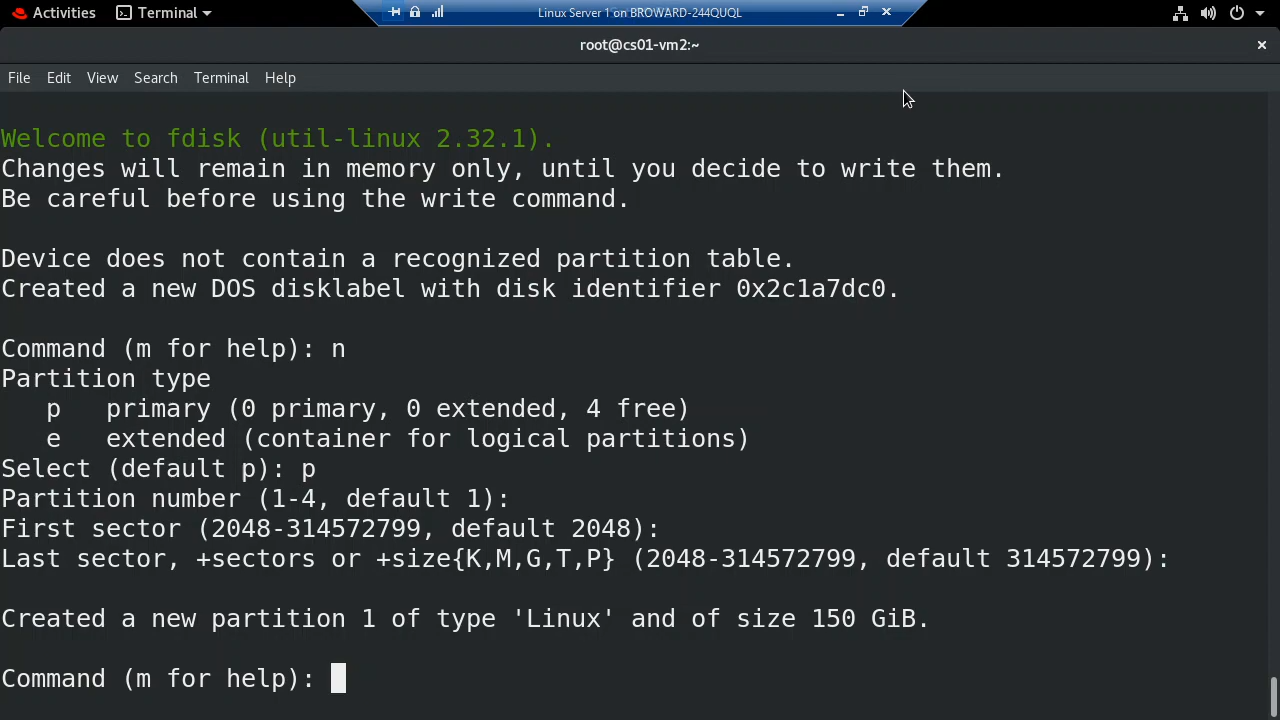 Activities Terminal Linux Server 1 on BROWARD-244QUQL
root@cs01-vm2:~
File Edit View Search Terminal Help
Welcome to fdisk (util-linux 2.32.1).
Changes will remain in memory only, until you decide to write them.
Be careful before using the write command.
Device does not contain a recognized partition table.
Created a new DOS disklabel with disk identifier 0x2c1a7dc0.
Command (m for help): n
Partition type
p primary (0 primary, 0 extended, 4 free)
e extended (container for logical partitions)
Select (default p): p
Partition number (1-4, default 1):
First sector (2048-314572799, default 2048):
Last sector, +sectors or +size{K,M,G,T,P} (2048-314572799, default 314572799):
Created a new partition 1 of type 'Linux' and of size 150 GiB.
Command (m for help):